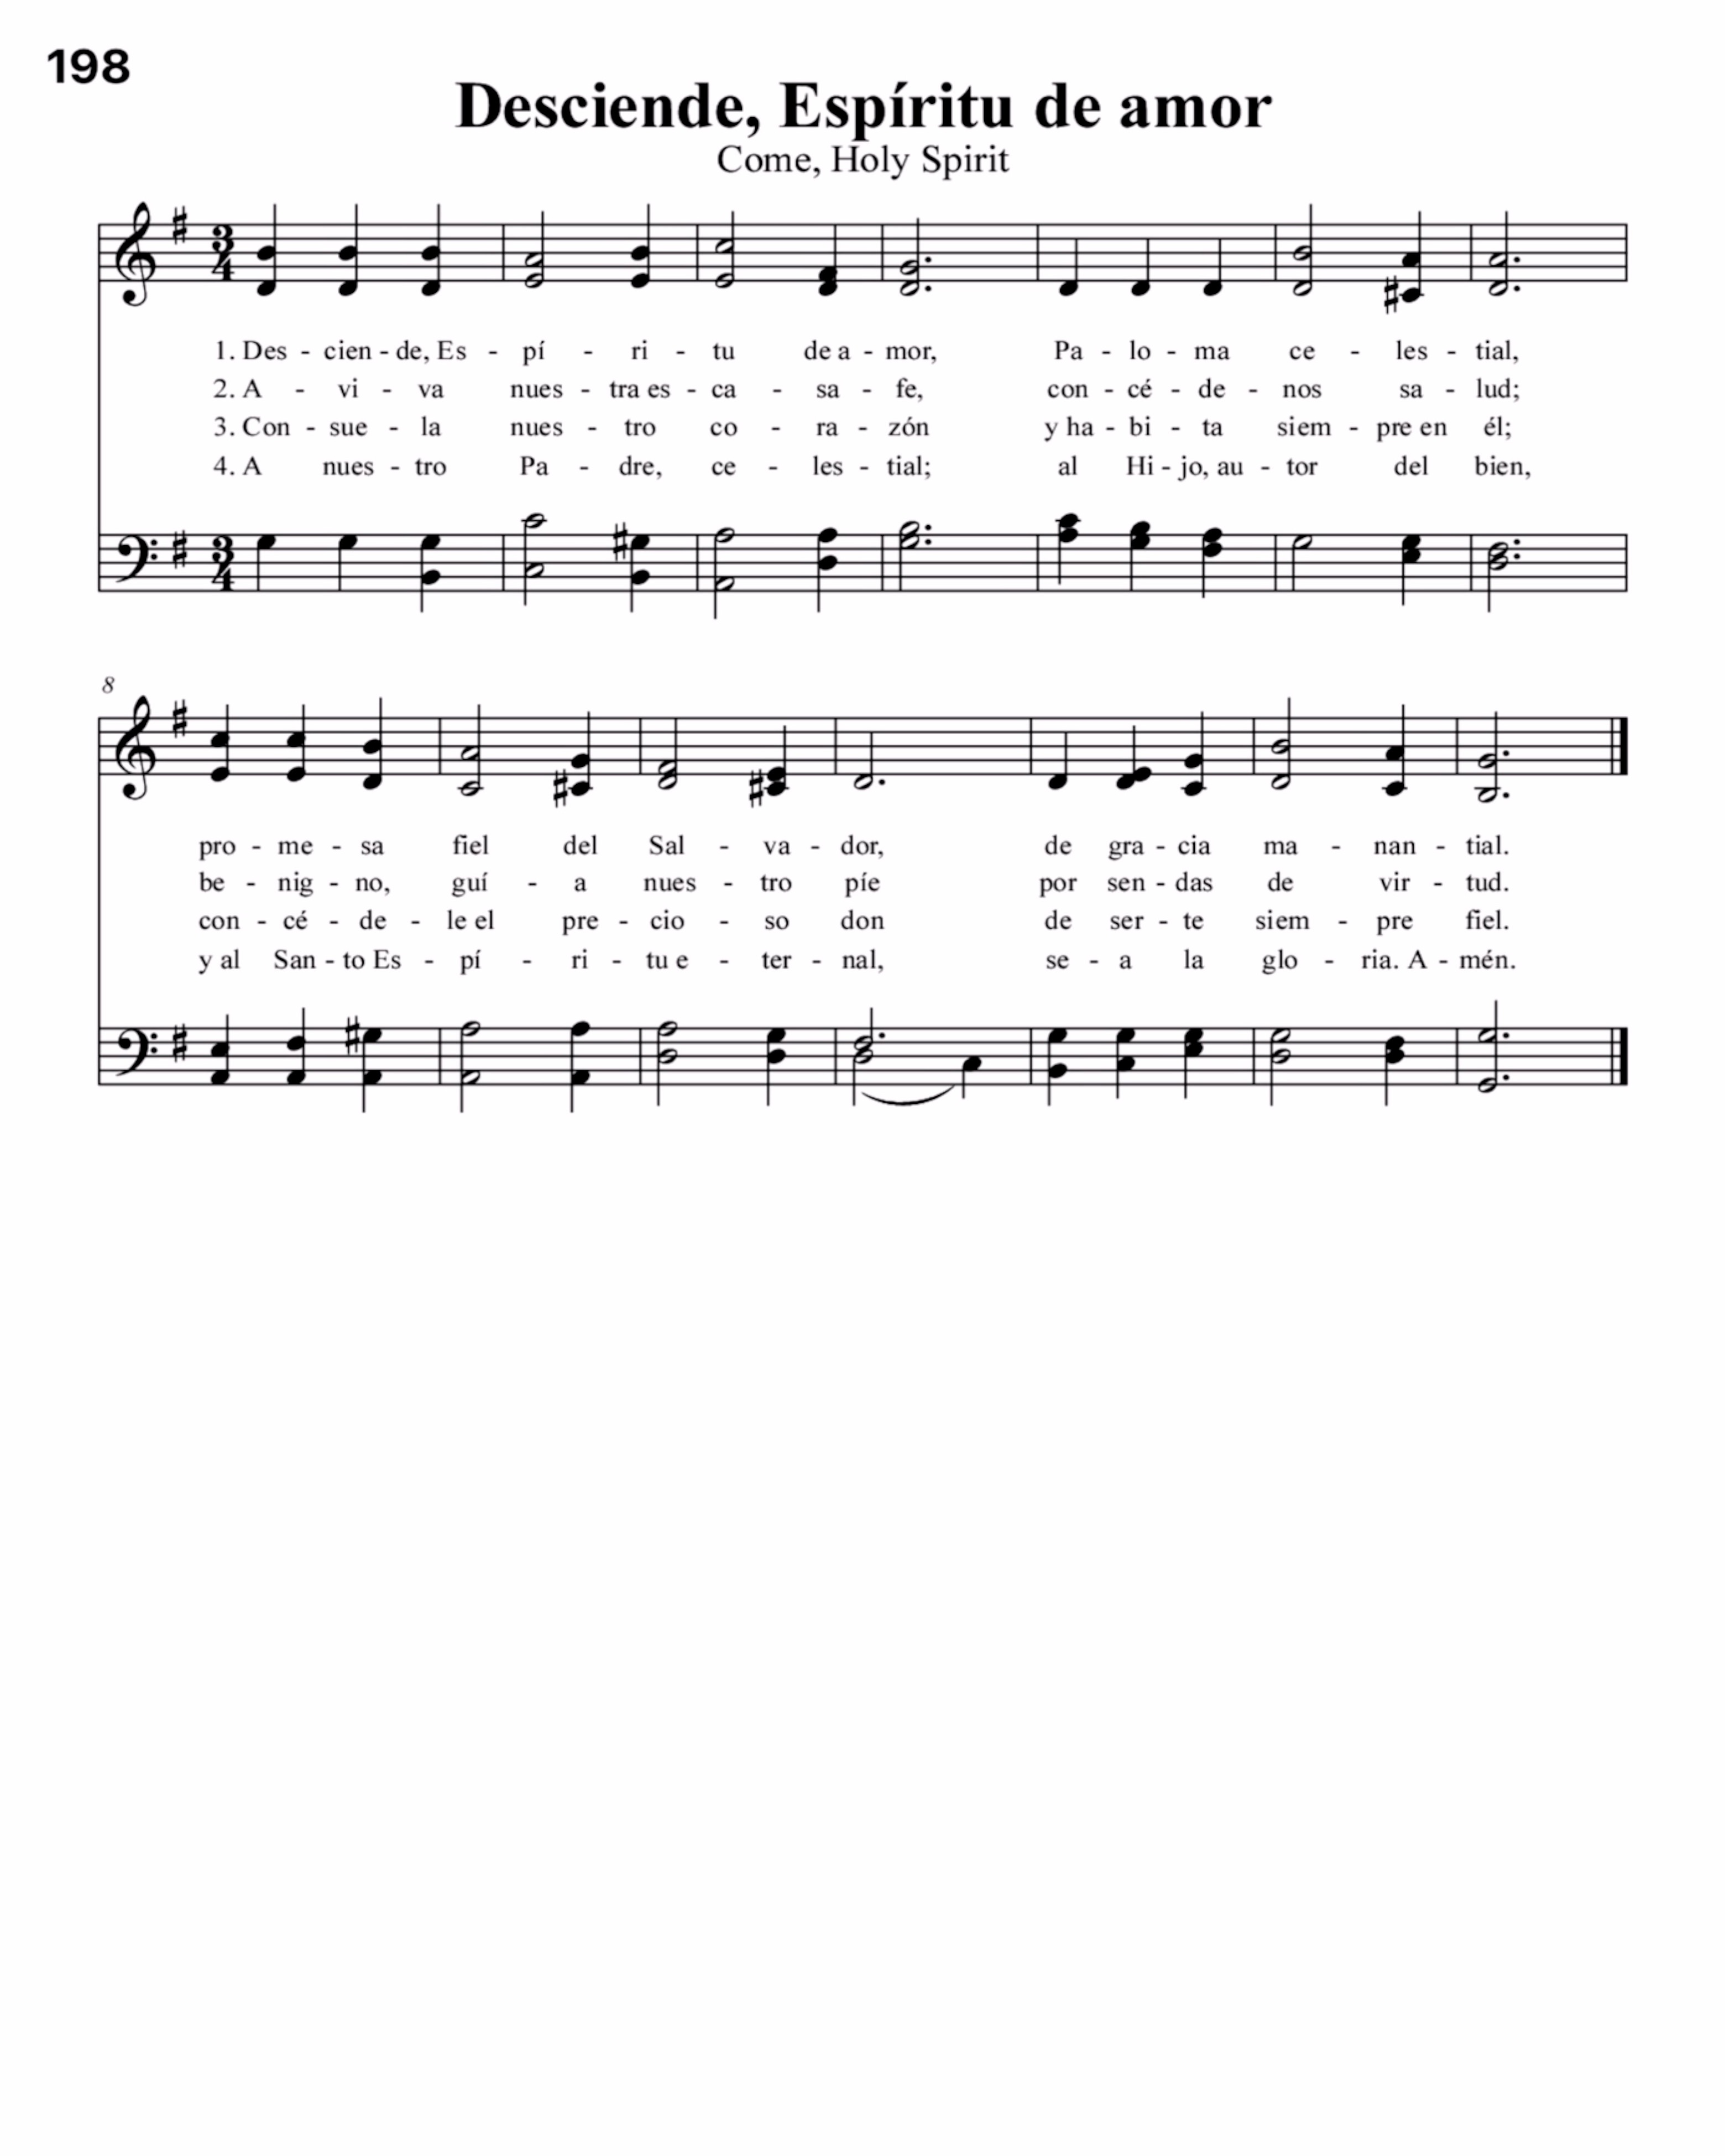 198
Desciende, Espíritu de amor
Come, Holy Spirit
1. Des - cien - de, Es - pí - ri - tu de a - mor, Pa - lo - ma ce - les - tial,
2. A - vi - va nues - tra es - ca - sa - fe, con - cé - de - nos sa - lud;
3. Con - sue - la nues - tro co - ra - zón y ha - bi - ta siem - pre en él;
4. A nues - tro Pa - dre, ce - les - tial; al Hi - jo, au - tor del bien,
8
pro - me - sa fiel del Sal - va - dor, de gra - cia ma - nan - tial.
be - nig - no, guí - a nues - tro píe por sen - das de vir - tud.
con - cé - de - le el pre - cio - so don de ser - te siem - pre fiel.
y al San - to Es - pí - ri - tu e - ter - nal, se - a la glo - ria. A - mén.